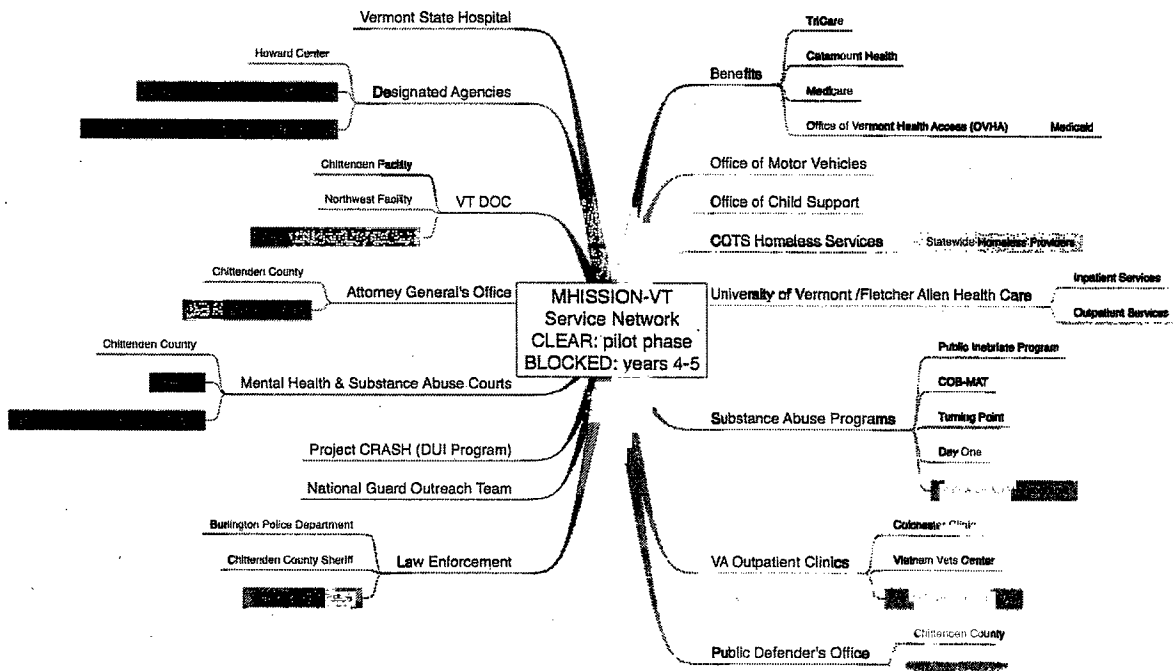 Vermont State Hospital
Howard Center
Designated Agencies
Chittenden Facility
Northwest Facility
VT DOC
Chittenden County
Attorney General's Office
Chittenden County
Mental Health & Substance Abuse Courts
Project CRASH (DUI Program)
National Guard Outreach Team
Burlington Police Department
Chittenden County Sheriff
Law Enforcement
MHISSION-VT
Service Network
CLEAR: pilot phase
BLOCKED: years 4-5
TriCare
Catamount Health
Benefits
Medicare
Office of Vermont Health Access (OVHA) Medicaid
Office of Motor Vehicles
Office of Child Support
COTS Homeless Services Statewide Homeless Providers
University of Vermont /Fletcher Allen Health Care
Inpatient Services
Outpatient Services
Public Inebriate Program
COB-MAT
Substance Abuse Programs
Turning Point
Day One
Colchester Clinic
VA Outpatient Clinics
Vietnam Vets Center
Public Defender's Office
Chittenden County